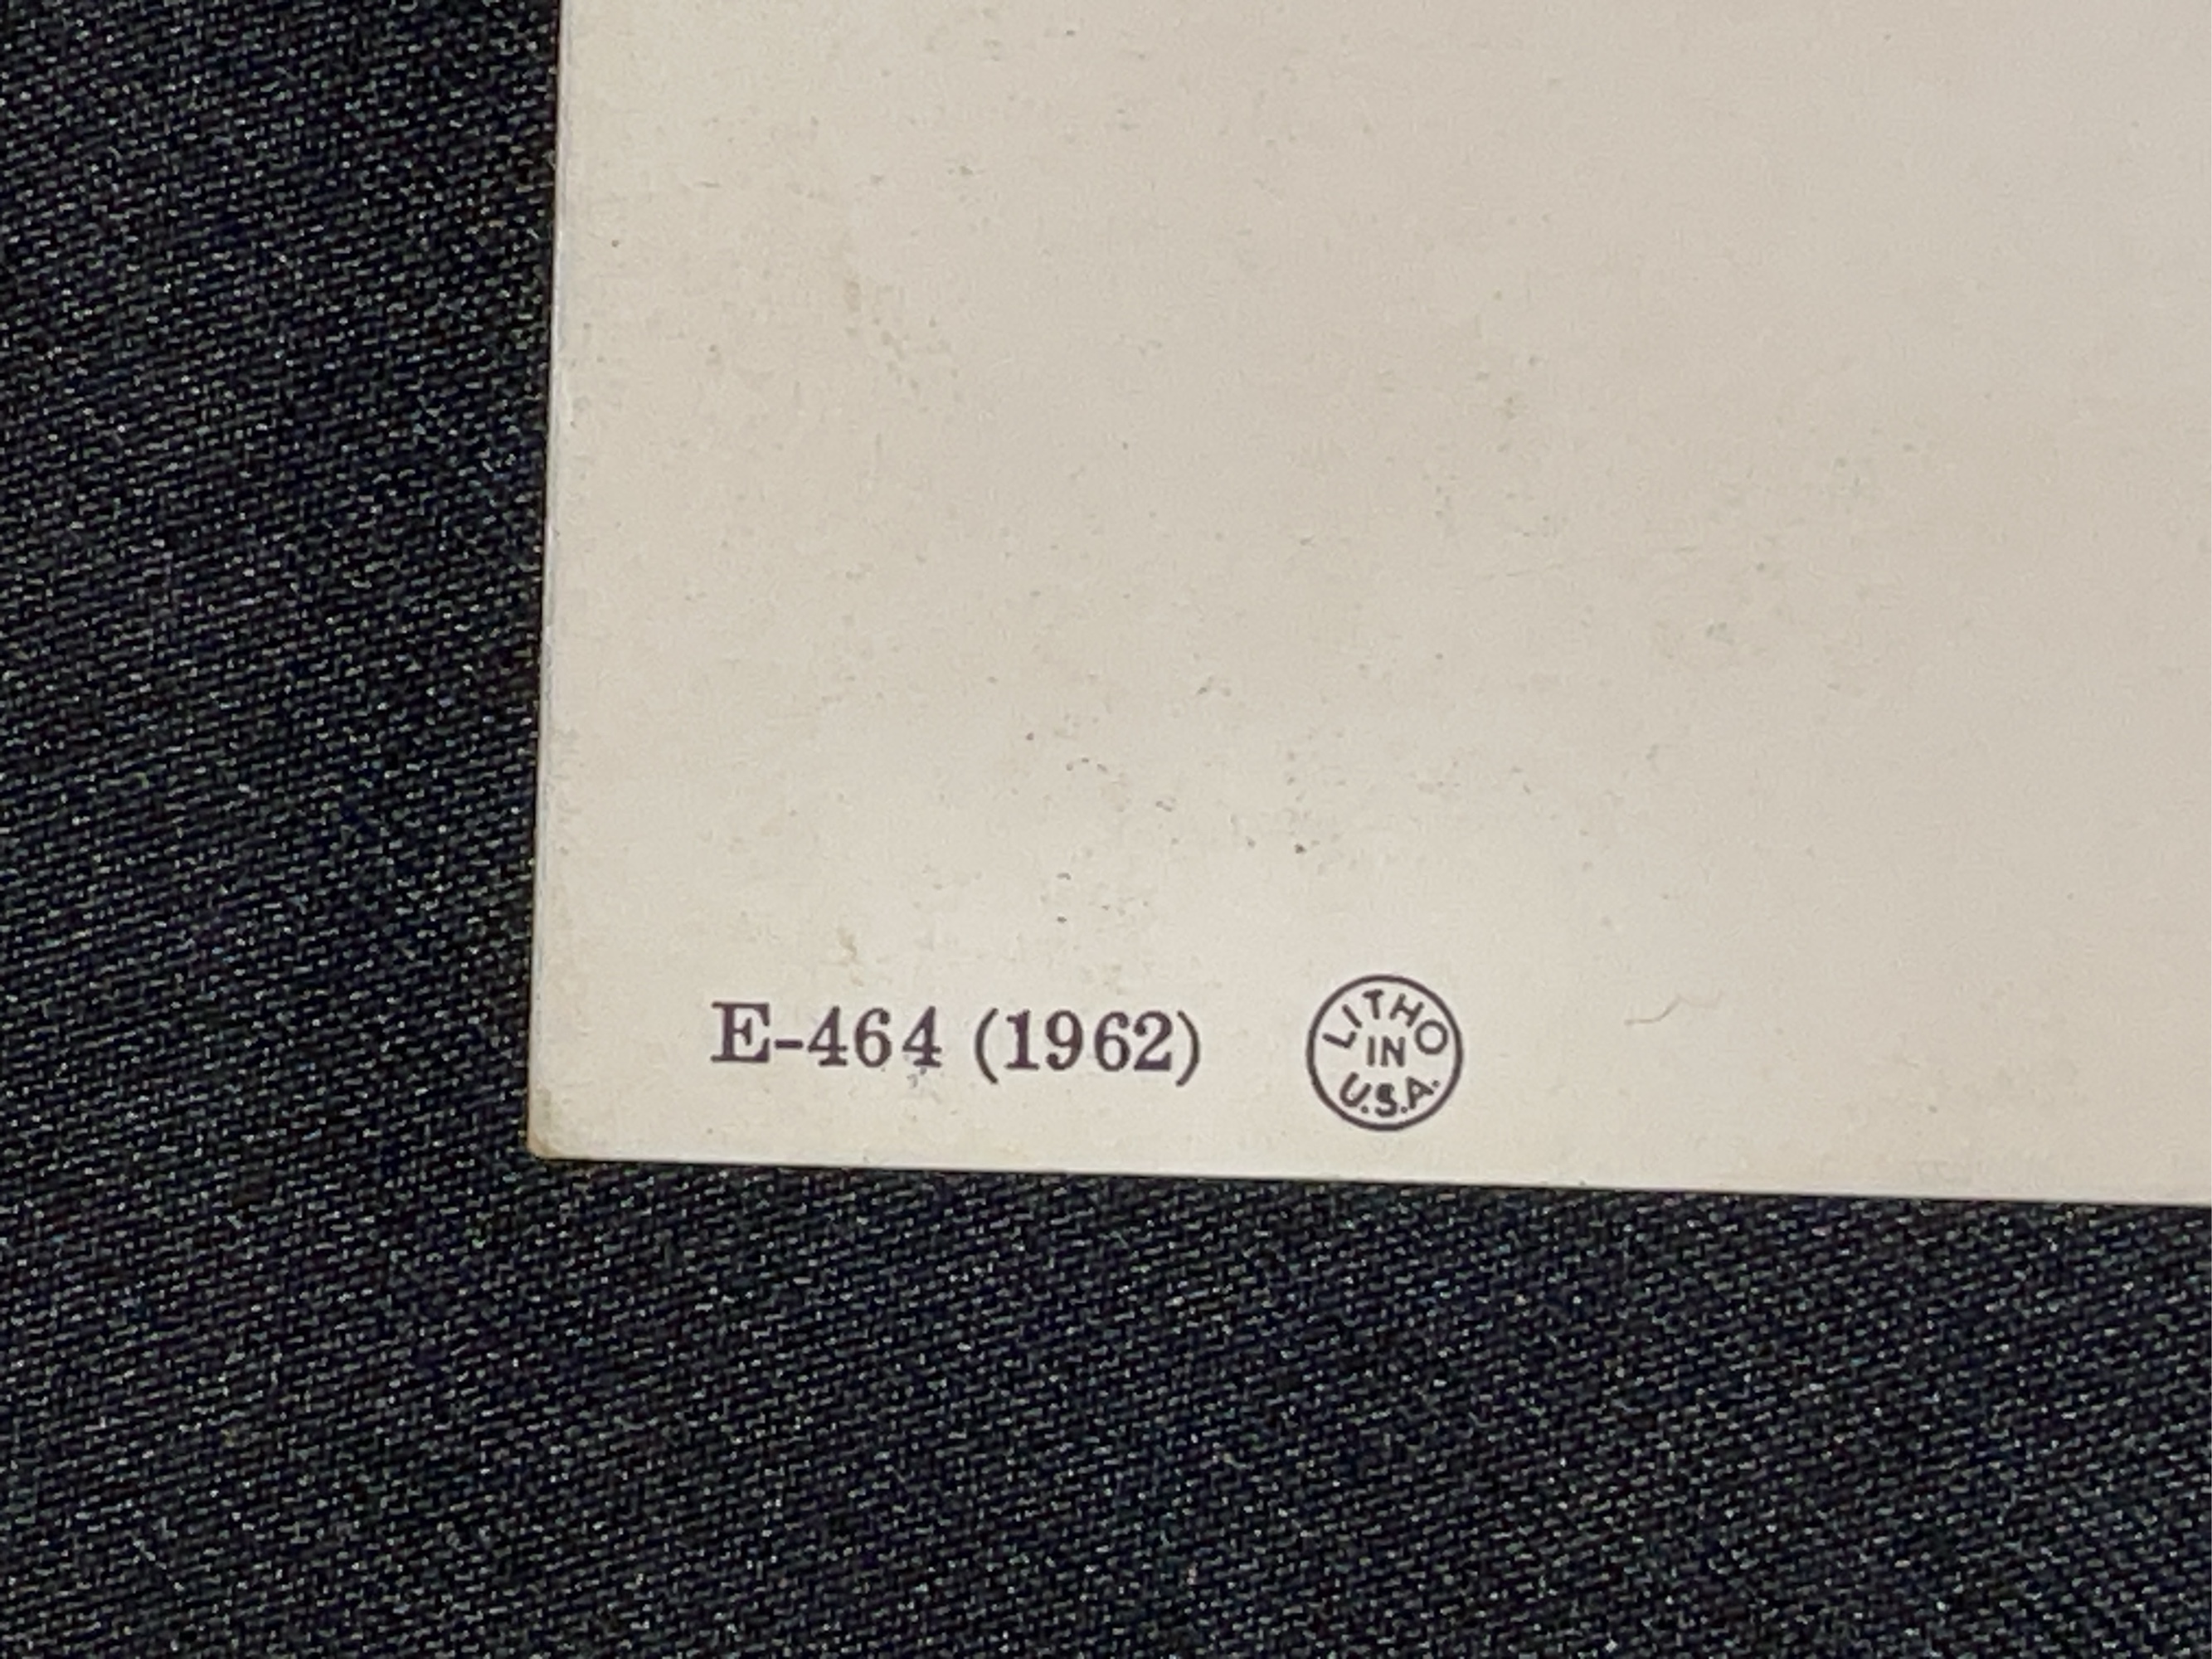 E-464 (1962)
LITHO
IN
U.S.A.